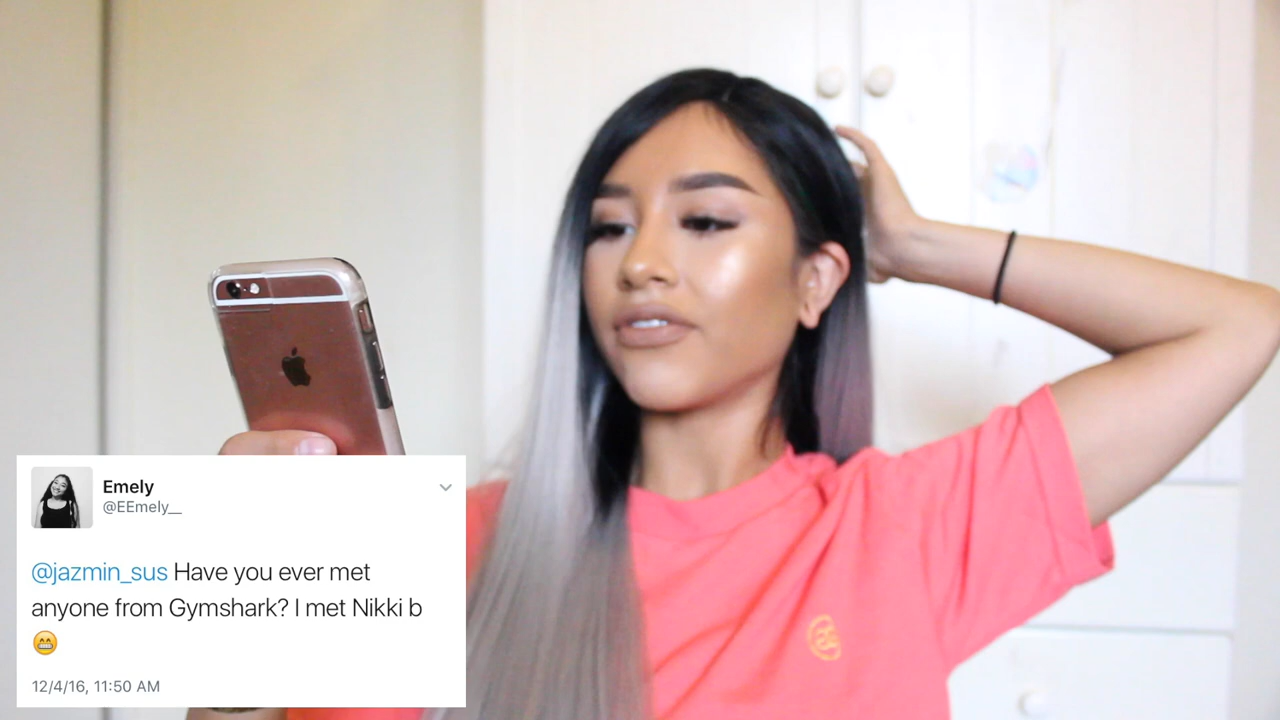 Emely
@EEmely__
@jazmin_sus Have you ever met
anyone from Gymshark? I met Nikki b
😁
12/4/16, 11:50 AM